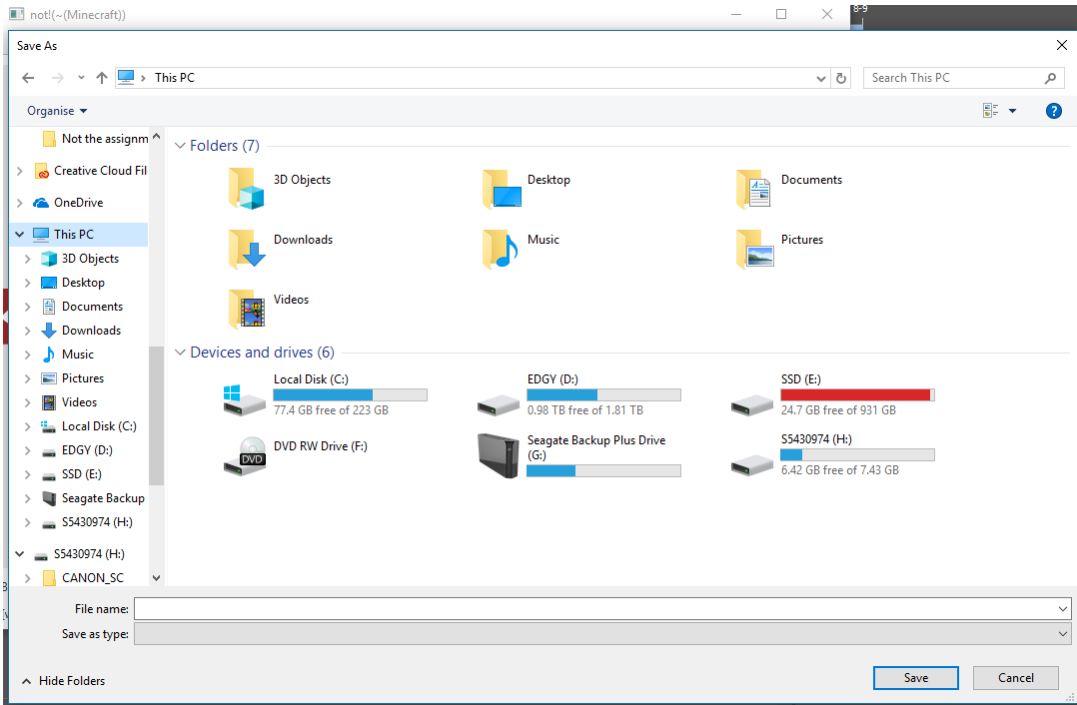 not!(~(Minecraft))
8-9
Save As
This PC
Search This PC
Organise
Not the assignm
Creative Cloud Fil
OneDrive
This PC
3D Objects
Desktop
Documents
Downloads
Music
Pictures
Videos
Local Disk (C:)
EDGY (D:)
SSD (E:)
Seagate Backup
S5430974 (H:)
S5430974 (H:)
CANON_SC
Folders (7)
3D Objects
Desktop
Documents
Downloads
Music
Pictures
Videos
Devices and drives (6)
Local Disk (C:)
77.4 GB free of 223 GB
EDGY (D:)
0.98 TB free of 1.81 TB
SSD (E:)
24.7 GB free of 931 GB
DVD RW Drive (F:)
DVD
Seagate Backup Plus Drive
(G:)
S5430974 (H:)
6.42 GB free of 7.43 GB
File name:
Save as type:
Hide Folders
Save
Cancel